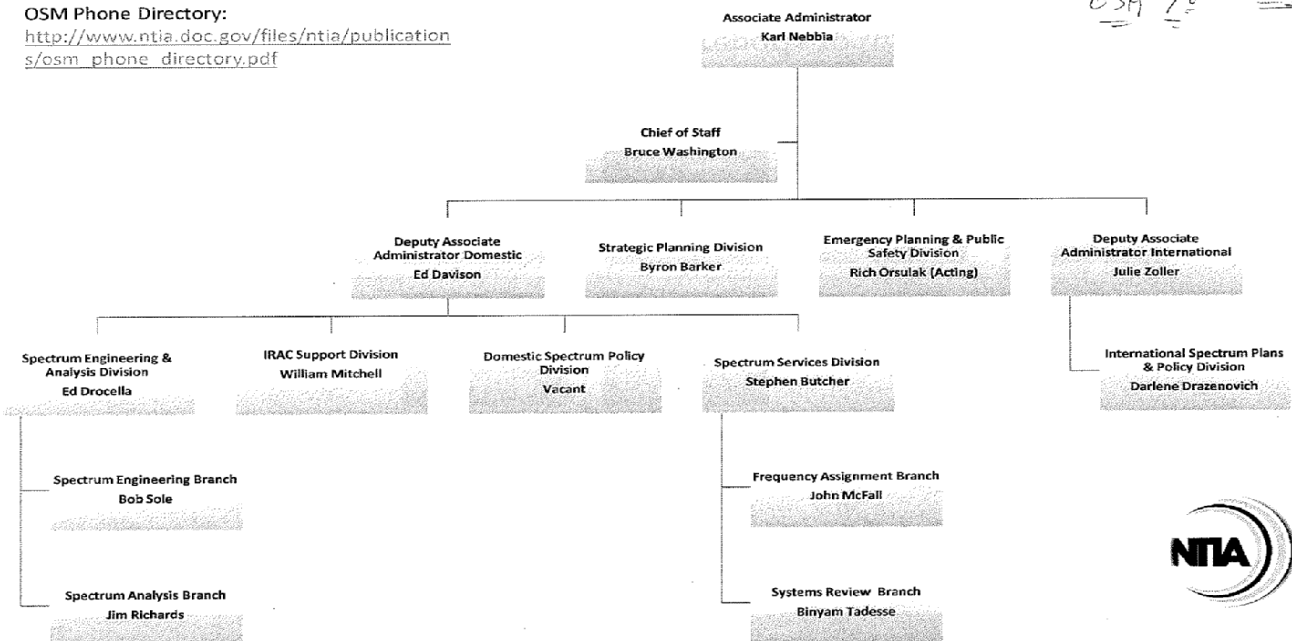 OSM Phone Directory:
http://www.ntia.doc.gov/files/ntia/publication
s/osm_phone_directory.pdf
OSM
Associate Administrator
Karl Nebbia
Chief of Staff
Bruce Washington
Deputy Associate
Administrator Domestic
Ed Davison
Strategic Planning Division
Byron Barker
Emergency Planning & Public
Safety Division
Rich Orsulak (Acting)
Deputy Associate
Administrator International
Julie Zoller
Spectrum Engineering &
Analysis Division
Ed Drocella
IRAC Support Division
William Mitchell
Domestic Spectrum Policy
Division
Vacant
Spectrum Services Division
Stephen Butcher
International Spectrum Plans
& Policy Division
Darlene Drazenovich
Spectrum Engineering Branch
Bob Sole
Frequency Assignment Branch
John McFall
Spectrum Analysis Branch
Jim Richards
Systems Review Branch
Binyam Tadesse
NTIA